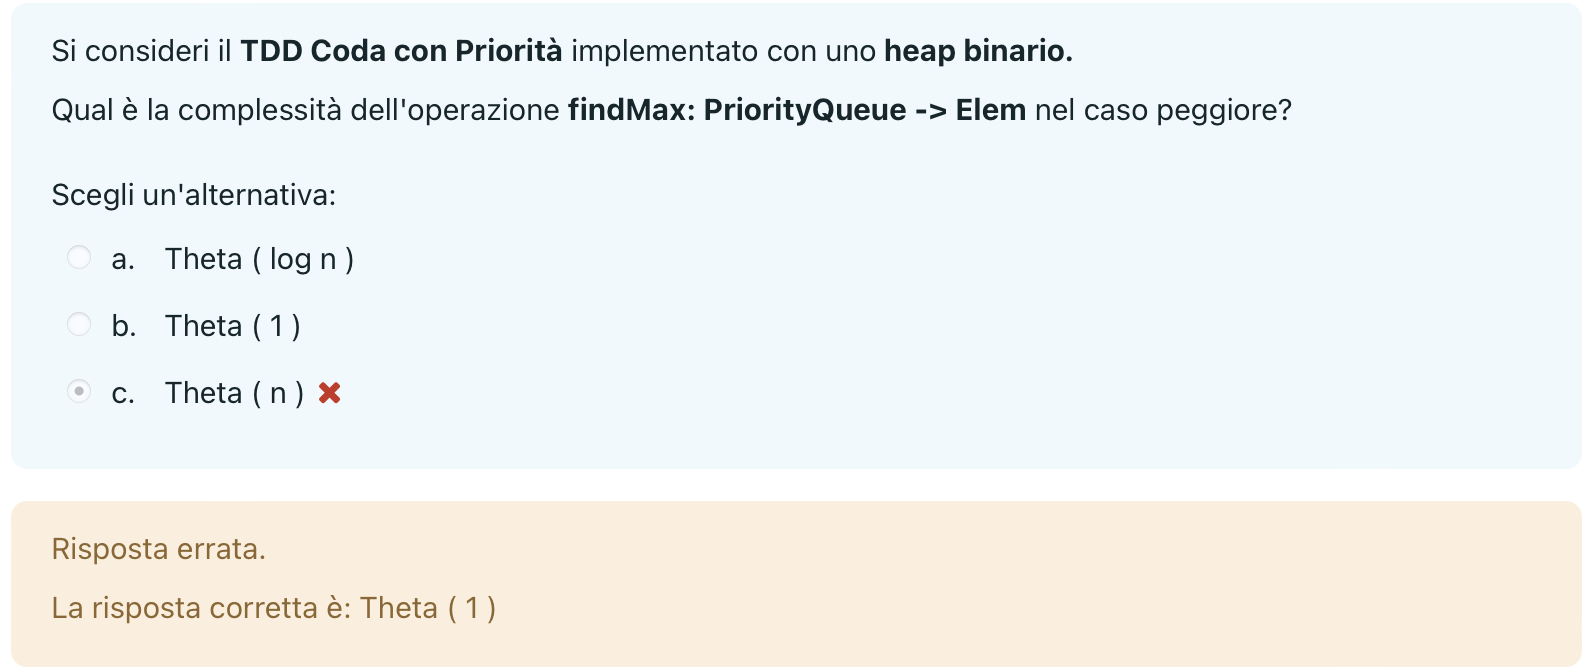 Si consideri il TDD Coda con Priorità implementato con uno heap binario.
Qual è la complessità dell'operazione findMax: PriorityQueue -> Elem nel caso peggiore?
Scegli un'alternativa:
a. Theta ( log n )
b. Theta ( 1 )
c. Theta ( n )
Risposta errata.
La risposta corretta è: Theta ( 1 )